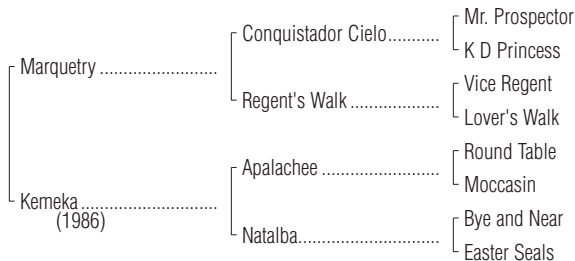 Mr. Prospector
Conquistador Cielo..........
K D Princess
Marquetry .......................
Vice Regent
Regent's Walk .................
Lover's Walk
Round Table
Apalachee ......................
Moccasin
Kemeka..........................
(1986)
Bye and Near
Natalba...........................
Easter Seals